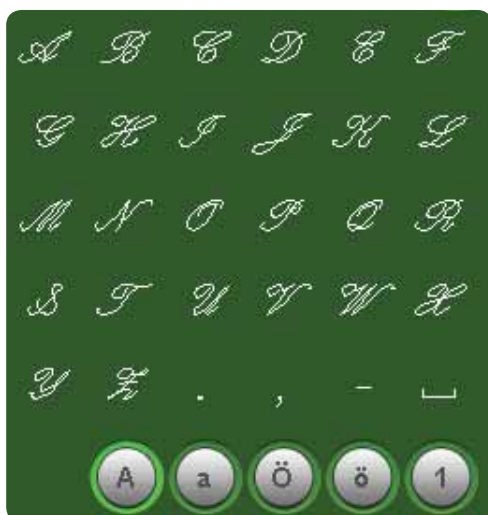 A B C D E F
G H I J K L
M N O P Q R
S T U V W X
Y Z . , - ⎵
A a Ö ö 1